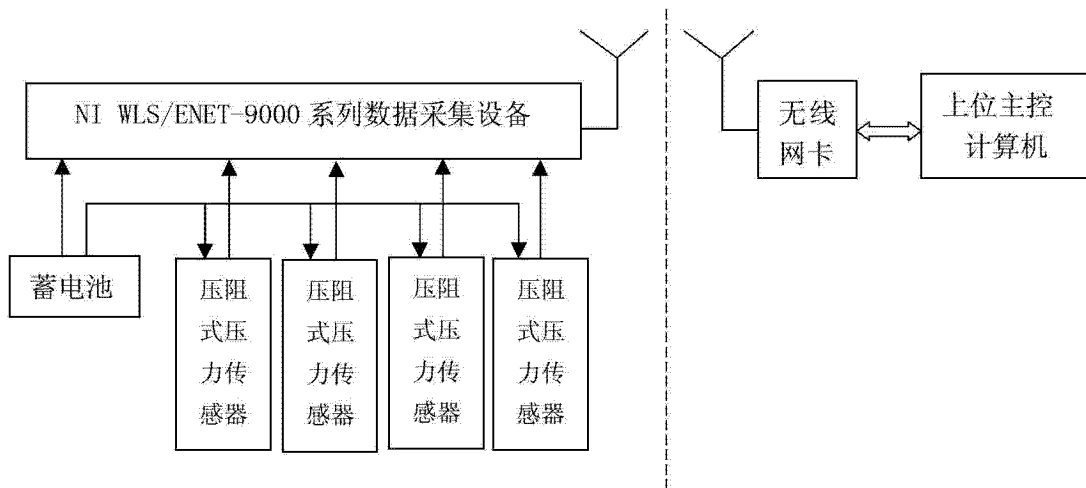 NI WLS/ENET-9000 系列数据采集设备
无线
网卡
上位主控
计算机
蓄电池
压阻
式压
力传
感器
压阻
式压
力传
感器
压阻
式压
力传
感器
压阻
式压
力传
感器